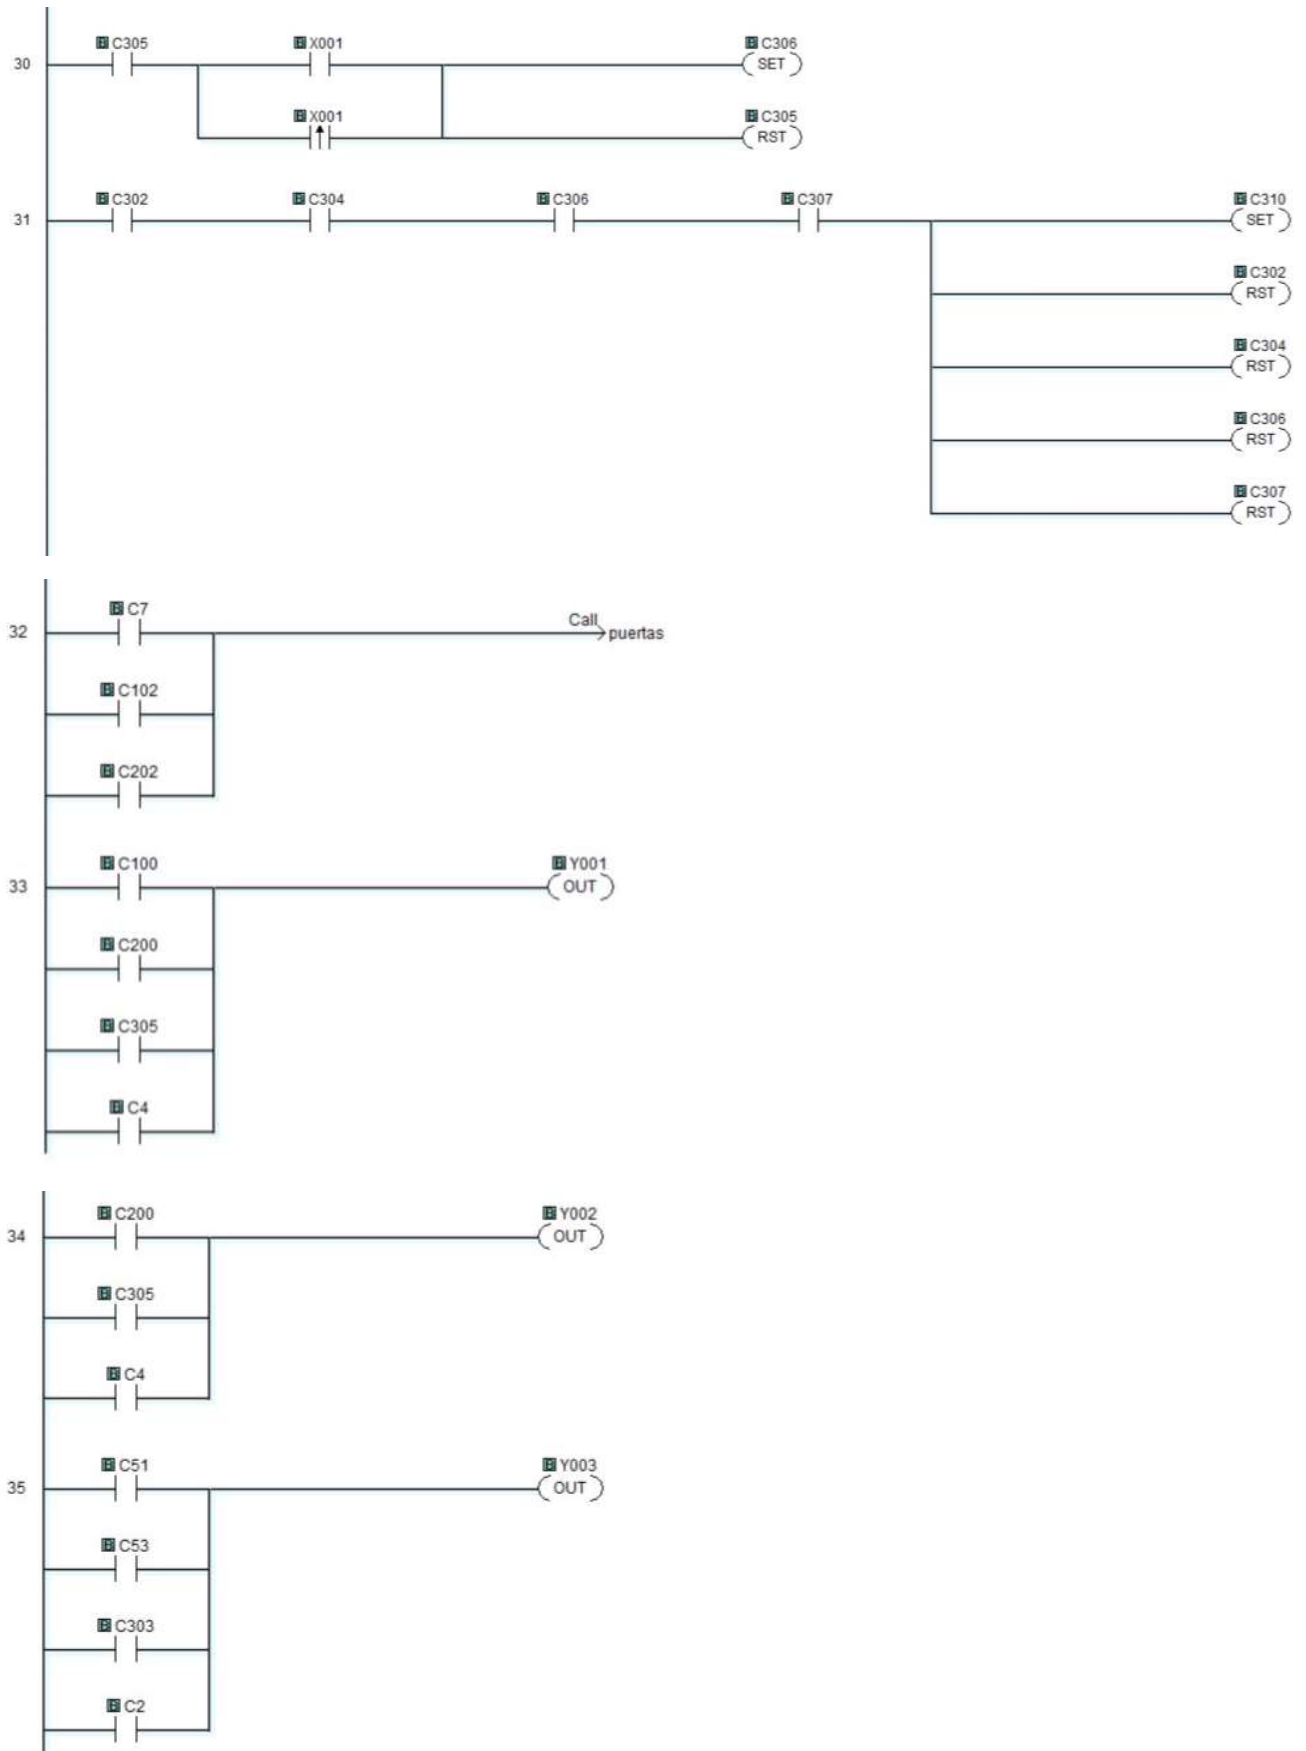 C305 X001 C306
30 SET
X001 C305
RST
C302 C304 C306 C307 C310
31 SET
C302
RST
C304
RST
C306
RST
C307
RST
C7 Call
32 puertas
C102
C202
C100 Y001
33 OUT
C200
C305
C4
C200 Y002
34 OUT
C305
C4
C51 Y003
35 OUT
C53
C303
C2